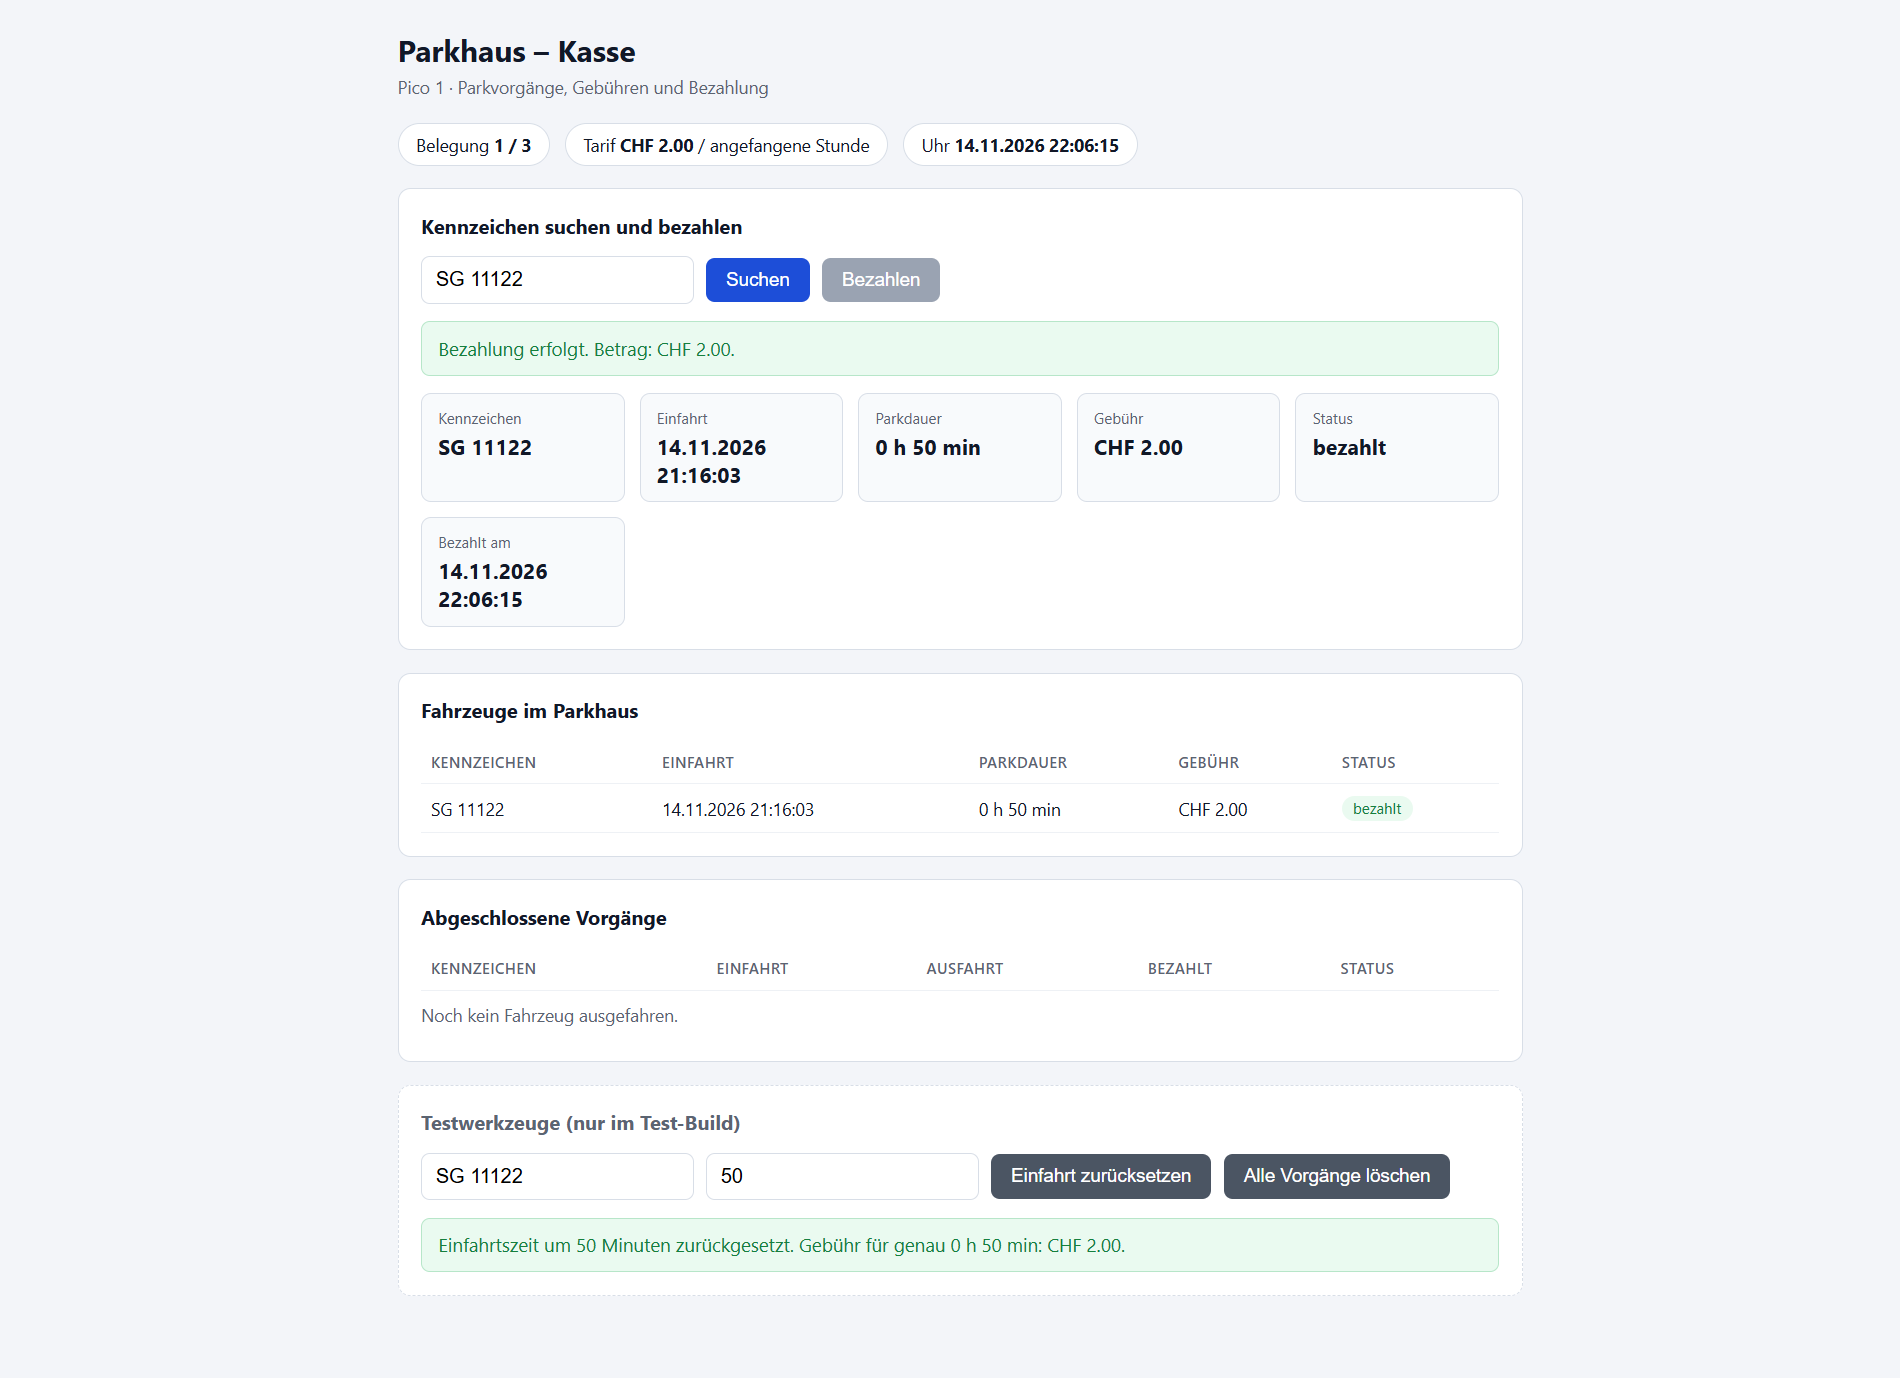 Parkhaus – Kasse
Pico 1 · Parkvorgänge, Gebühren und Bezahlung
Belegung 1 / 3
Tarif CHF 2.00 / angefangene Stunde
Uhr 14.11.2026 22:06:15
Kennzeichen suchen und bezahlen
SG 11122
Suchen
Bezahlen
Bezahlung erfolgt. Betrag: CHF 2.00.
Kennzeichen
SG 11122
Einfahrt
14.11.2026
21:16:03
Parkdauer
0 h 50 min
Gebühr
CHF 2.00
Status
bezahlt
Bezahlt am
14.11.2026
22:06:15
Fahrzeuge im Parkhaus
KENNZEICHEN EINFAHRT PARKDAUER GEBÜHR STATUS
SG 11122 14.11.2026 21:16:03 0 h 50 min CHF 2.00 bezahlt
Abgeschlossene Vorgänge
KENNZEICHEN EINFAHRT AUSFAHRT BEZAHLT STATUS
Noch kein Fahrzeug ausgefahren.
Testwerkzeuge (nur im Test-Build)
SG 11122
50
Einfahrt zurücksetzen
Alle Vorgänge löschen
Einfahrtszeit um 50 Minuten zurückgesetzt. Gebühr für genau 0 h 50 min: CHF 2.00.